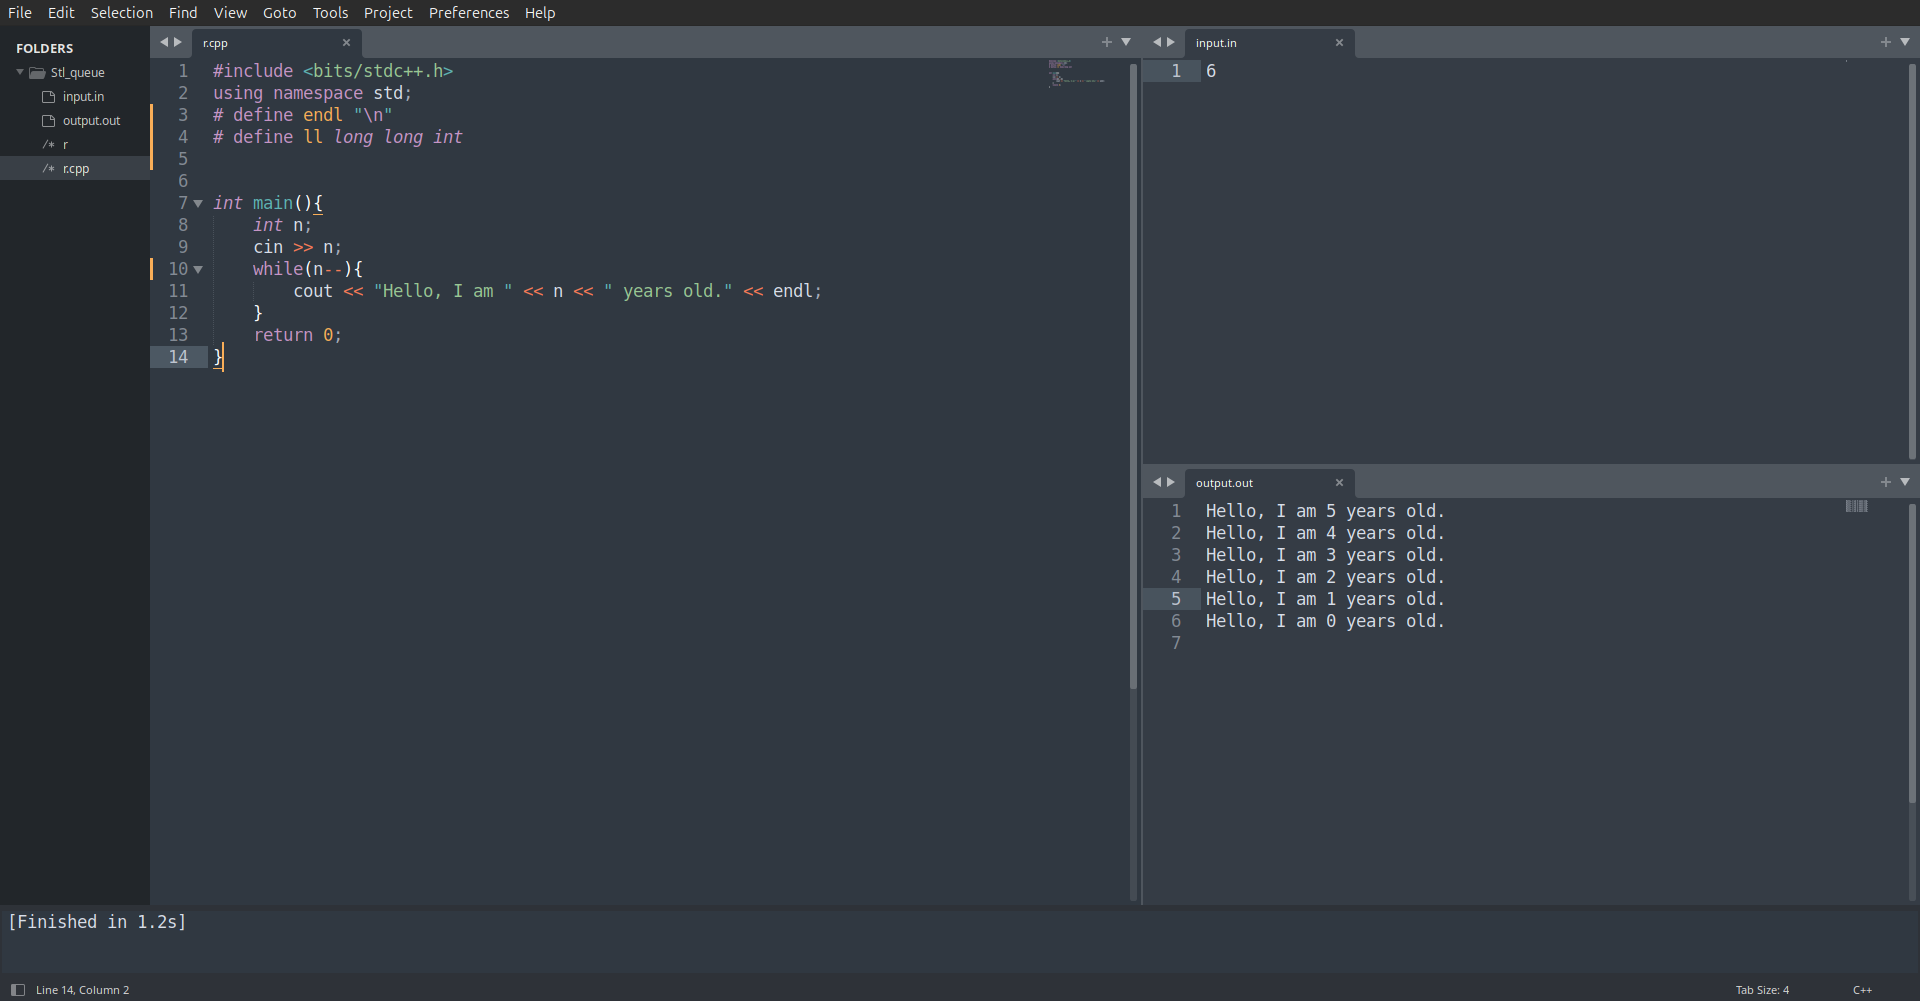 File Edit Selection Find View Goto Tools Project Preferences Help
FOLDERS
Stl_queue
input.in
output.out
/* r
/* r.cpp
r.cpp
1 #include <bits/stdc++.h>
2 using namespace std;
3 # define endl "\n"
4 # define ll long long int
5
6
7 int main(){
8     int n;
9     cin >> n;
10     while(n--){
11         cout << "Hello, I am " << n << " years old." << endl;
12     }
13     return 0;
14 }
input.in
1 6
output.out
1 Hello, I am 5 years old.
2 Hello, I am 4 years old.
3 Hello, I am 3 years old.
4 Hello, I am 2 years old.
5 Hello, I am 1 years old.
6 Hello, I am 0 years old.
7
[Finished in 1.2s]
Line 14, Column 2
Tab Size: 4
C++